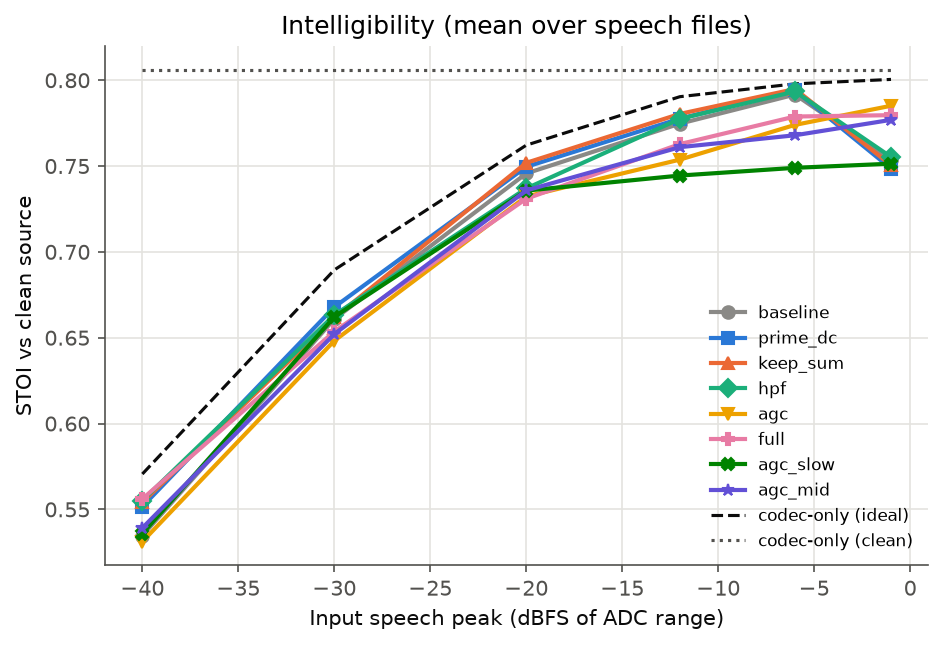 Intelligibility (mean over speech files)
STOI vs clean source
0.80
0.75
0.70
0.65
0.60
0.55
baseline
prime_dc
keep_sum
hpf
agc
full
agc_slow
agc_mid
codec-only (ideal)
codec-only (clean)
−40 −35 −30 −25 −20 −15 −10 −5 0
Input speech peak (dBFS of ADC range)